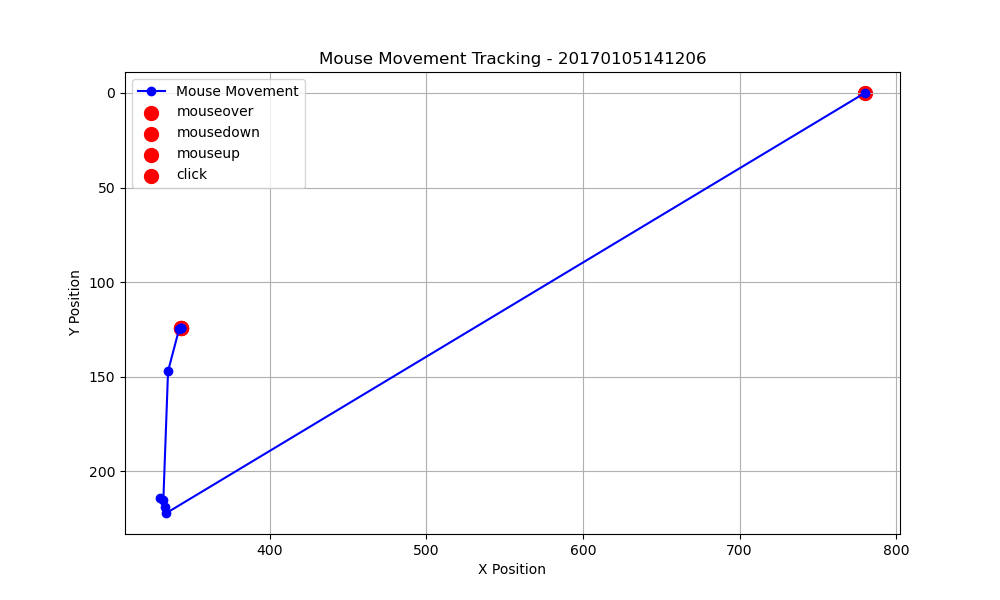 Mouse Movement Tracking - 20170105141206
Mouse Movement
mouseover
mousedown
mouseup
click
0
50
100
150
200
Y Position
400
500
600
700
800
X Position